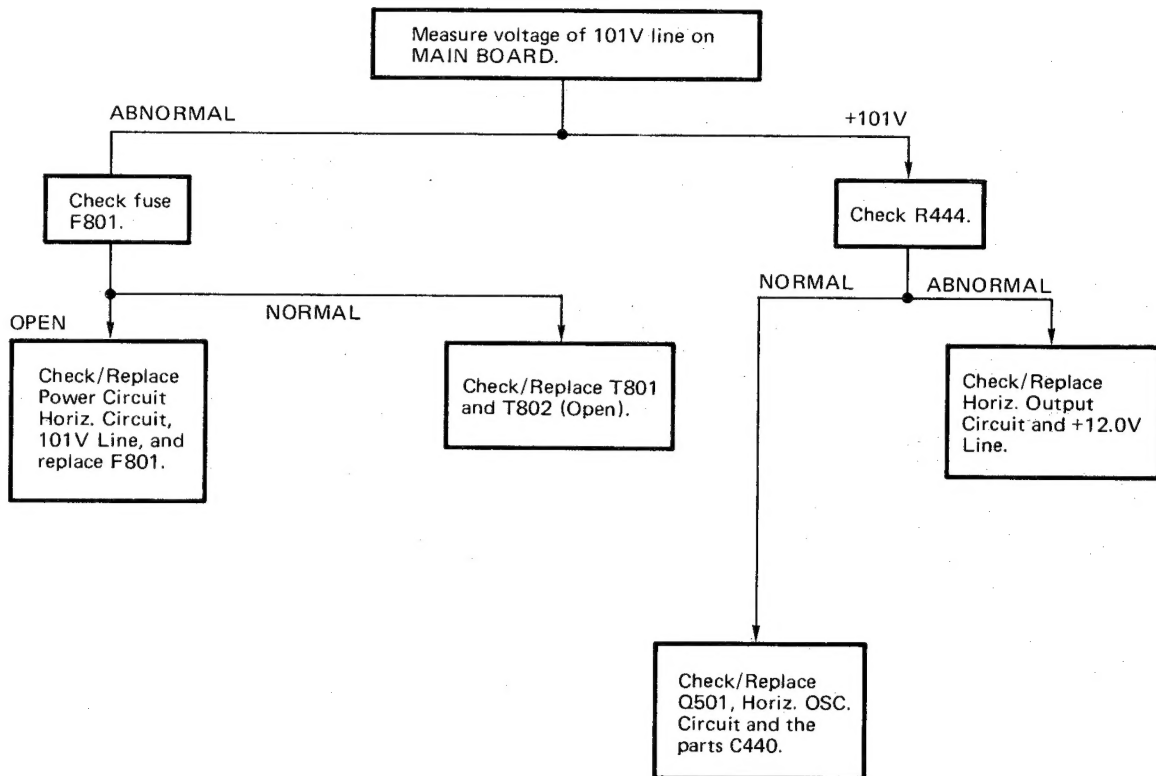 Measure voltage of 101V line on
MAIN BOARD.
ABNORMAL
+101V
Check fuse
F801.
Check R444.
OPEN
NORMAL
NORMAL
ABNORMAL
Check/Replace
Power Circuit
Horiz. Circuit,
101V Line, and
replace F801.
Check/Replace T801
and T802 (Open).
Check/Replace
Horiz. Output
Circuit and +12.0V
Line.
Check/Replace
Q501, Horiz. OSC.
Circuit and the
parts C440.